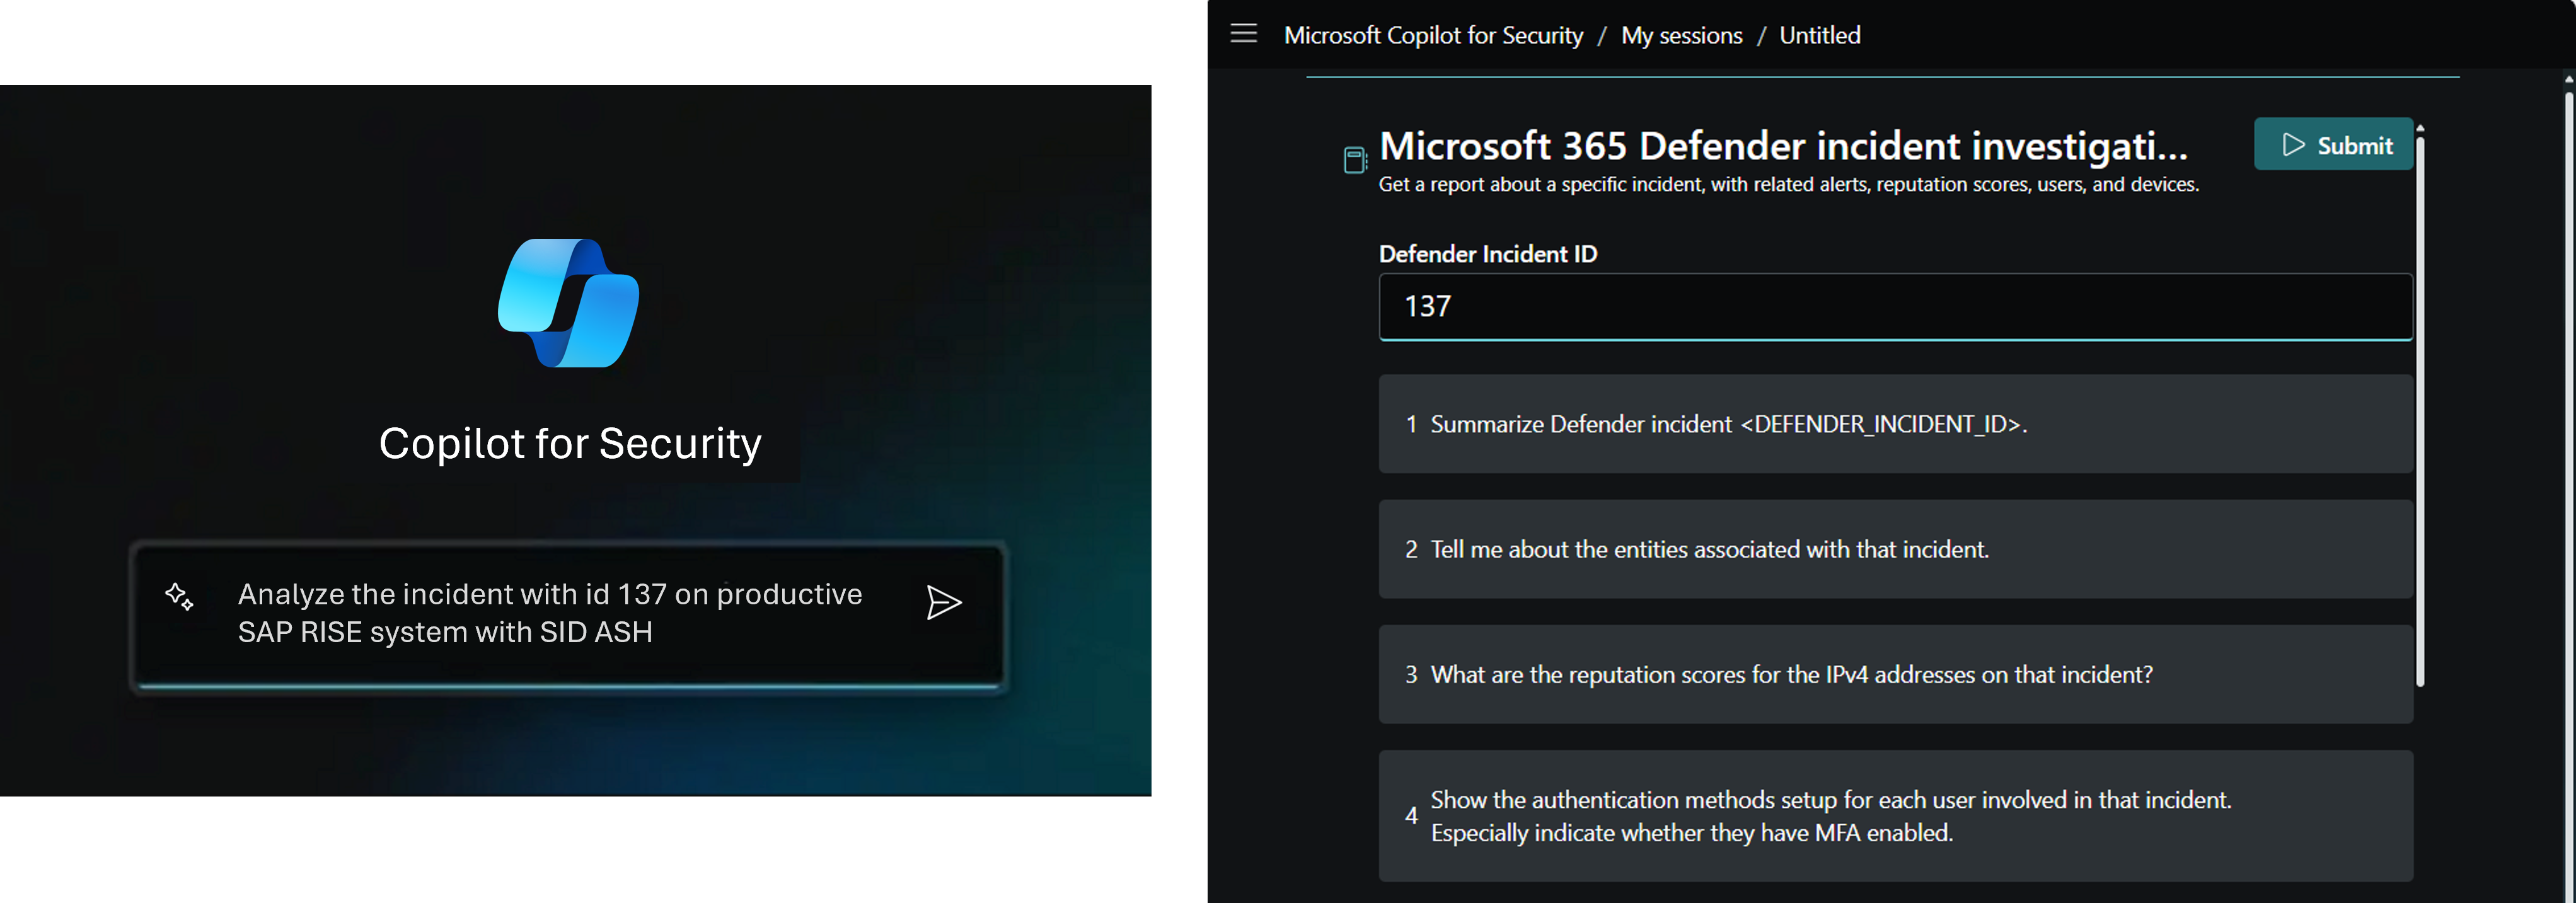 Copilot for Security
Analyze the incident with id 137 on productive
SAP RISE system with SID ASH
Microsoft Copilot for Security / My sessions / Untitled
Microsoft 365 Defender incident investigati...
Submit
Get a report about a specific incident, with related alerts, reputation scores, users, and devices.
Defender Incident ID
137
1 Summarize Defender incident <DEFENDER_INCIDENT_ID>.
2 Tell me about the entities associated with that incident.
3 What are the reputation scores for the IPv4 addresses on that incident?
4 Show the authentication methods setup for each user involved in that incident.
Especially indicate whether they have MFA enabled.